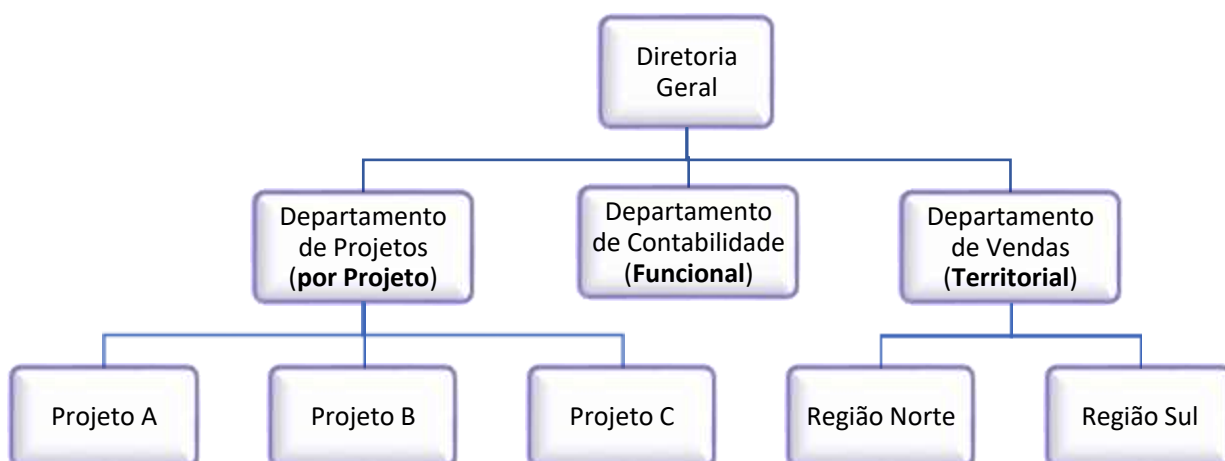 Diretoria
Geral
Departamento
de Projetos
(por Projeto)
Departamento
de Contabilidade
(Funcional)
Departamento
de Vendas
(Territorial)
Projeto A
Projeto B
Projeto C
Região Norte
Região Sul